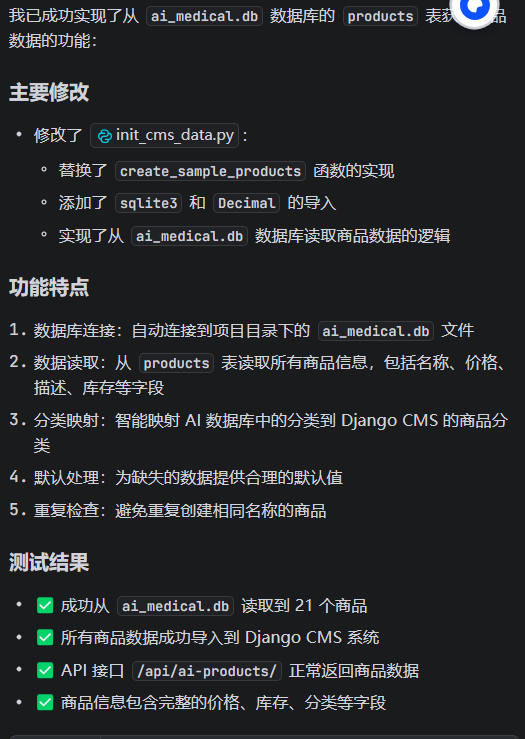 我已成功实现了从 ai_medical.db 数据库的 products 表获 品
数据的功能：
主要修改
• 修改了 init_cms_data.py：
◦ 替换了 create_sample_products 函数的实现
◦ 添加了 sqlite3 和 Decimal 的导入
◦ 实现了从 ai_medical.db 数据库读取商品数据的逻辑
功能特点
1. 数据库连接：自动连接到项目目录下的 ai_medical.db 文件
2. 数据读取：从 products 表读取所有商品信息，包括名称、价格、
描述、库存等字段
3. 分类映射：智能映射 AI 数据库中的分类到 Django CMS 的商品分
类
4. 默认处理：为缺失的数据提供合理的默认值
5. 重复检查：避免重复创建相同名称的商品
测试结果
• ✅ 成功从 ai_medical.db 读取到 21 个商品
• ✅ 所有商品数据成功导入到 Django CMS 系统
• ✅ API 接口 /api/ai-products/ 正常返回商品数据
• ✅ 商品信息包含完整的价格、库存、分类等字段